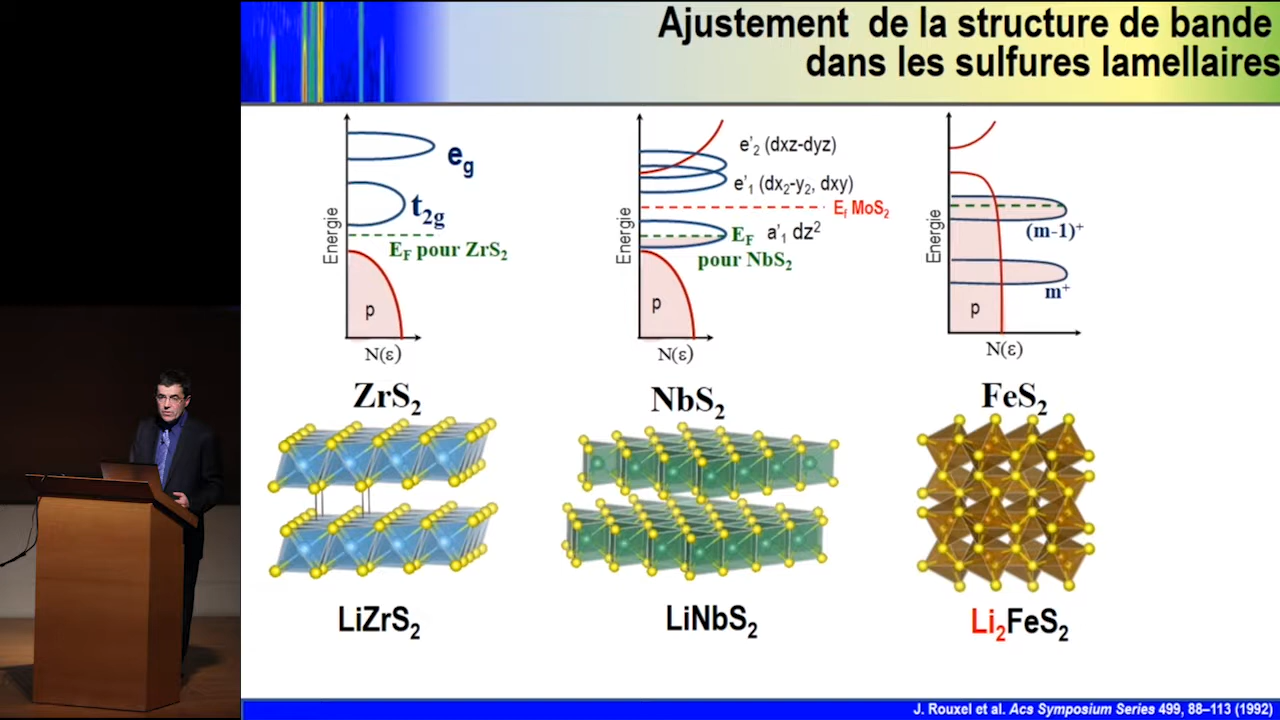 Ajustement de la structure de bande
dans les sulfures lamellaires
Energie
e_g
t_2g
E_F pour ZrS₂
p
N(ε)
ZrS₂
LiZrS₂
Energie
e'₂ (dxz-dyz)
e'₁ (dx₂-y₂, dxy)
E_f MoS₂
E_F a'₁ dz²
pour NbS₂
p
N(ε)
NbS₂
LiNbS₂
Energie
(m-1)⁺
m⁺
p
N(ε)
FeS₂
Li₂FeS₂
J. Rouxel et al. Acs Symposium Series 499, 88–113 (1992)